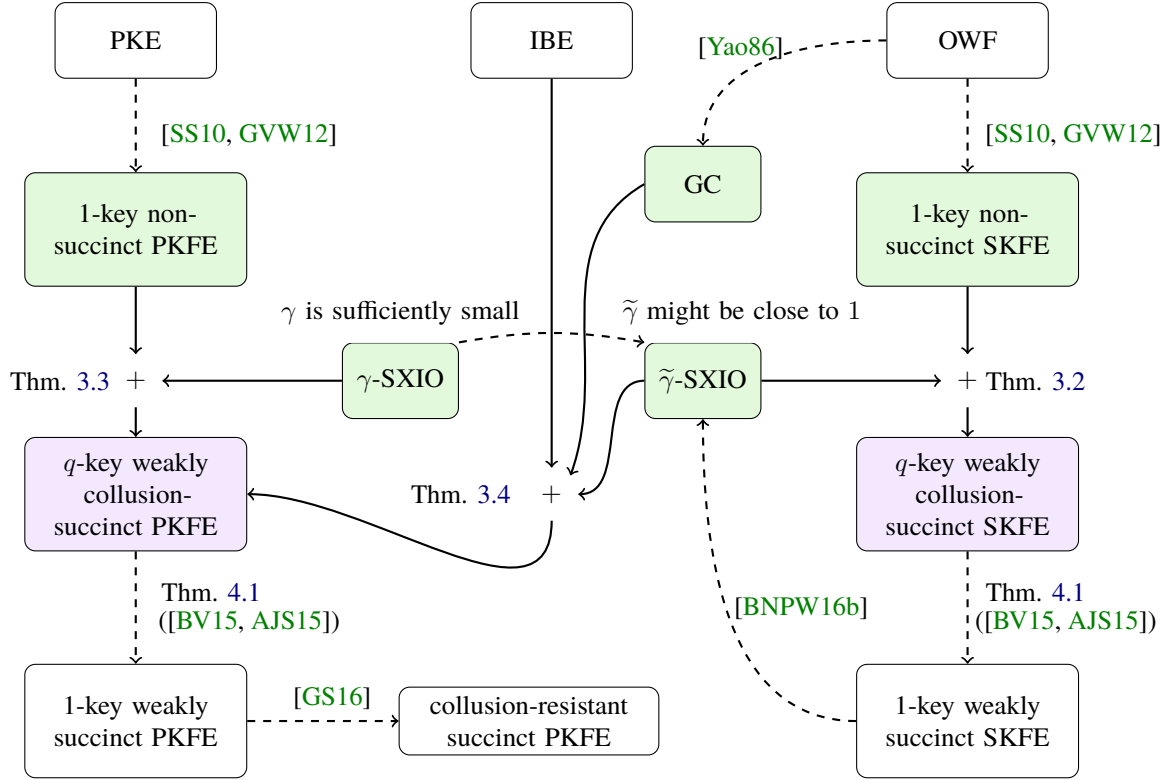 PKE
IBE
OWF
[Yao86]
[SS10, GVW12]
[SS10, GVW12]
GC
1-key non-
succinct PKFE
1-key non-
succinct SKFE
γ is sufficiently small
γ̃ might be close to 1
Thm. 3.3 +
γ-SXIO
γ̃-SXIO
+ Thm. 3.2
q-key weakly
collusion-
succinct PKFE
Thm. 3.4 +
q-key weakly
collusion-
succinct SKFE
Thm. 4.1
([BV15, AJS15])
[BNPW16b]
Thm. 4.1
([BV15, AJS15])
1-key weakly
succinct PKFE
[GS16]
collusion-resistant
succinct PKFE
1-key weakly
succinct SKFE